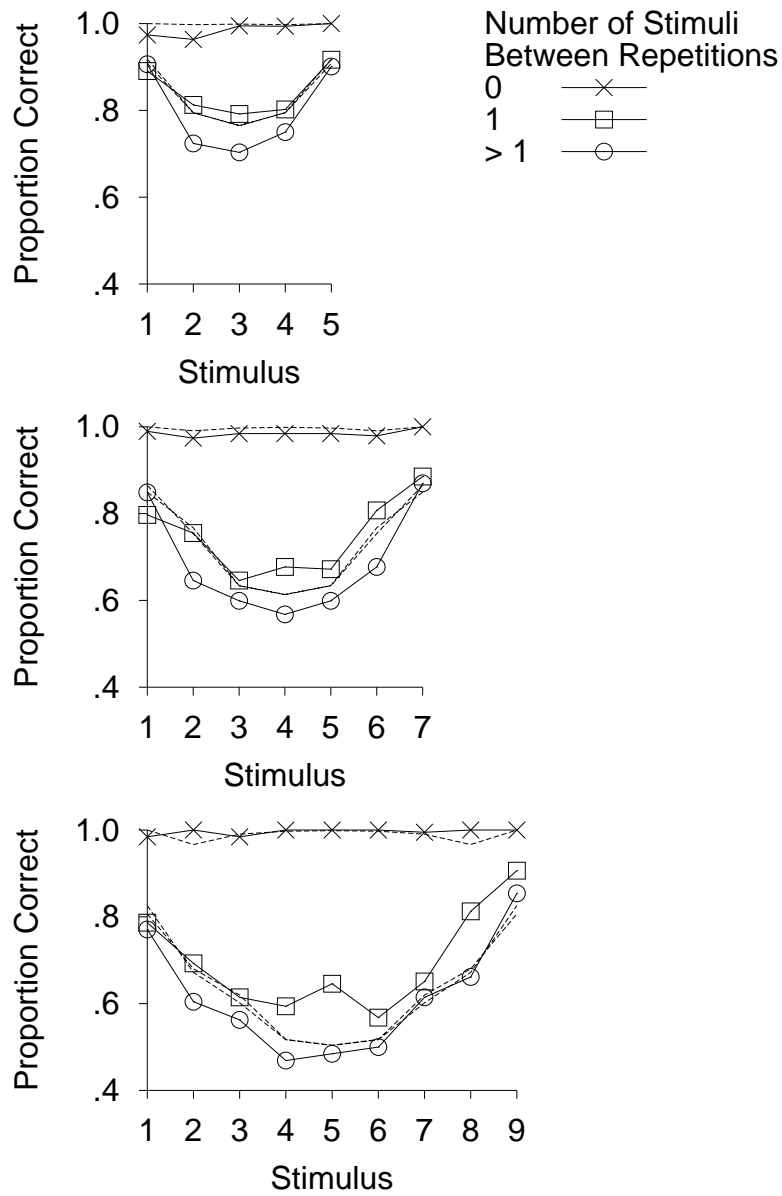 Number of Stimuli
Between Repetitions
0
1
> 1
Proportion Correct
1.0
.8
.6
.4
1 2 3 4 5
Stimulus
Proportion Correct
1.0
.8
.6
.4
1 2 3 4 5 6 7
Stimulus
Proportion Correct
1.0
.8
.6
.4
1 2 3 4 5 6 7 8 9
Stimulus